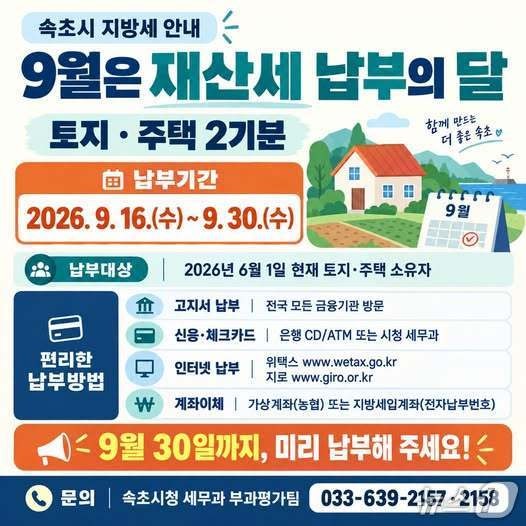 속초시 지방세 안내
9월은 재산세 납부의 달
토지 · 주택 2기분
함께 만드는
더 좋은 속초
납부기간
2026. 9. 16.(수) ~ 9. 30.(수)
9월
납부대상
2026년 6월 1일 현재 토지·주택 소유자
편리한
납부방법
고지서 납부 | 전국 모든 금융기관 방문
신용·체크카드 | 은행 CD/ATM 또는 시청 세무과
인터넷 납부 | 위택스 www.wetax.go.kr
지로 www.giro.or.kr
계좌이체 | 가상계좌(농협) 또는 지방세입계좌(전자납부번호)
9월 30일까지, 미리 납부해 주세요!
문의 | 속초시청 세무과 부과평가팀 033-639-2157·2158
뉴스1